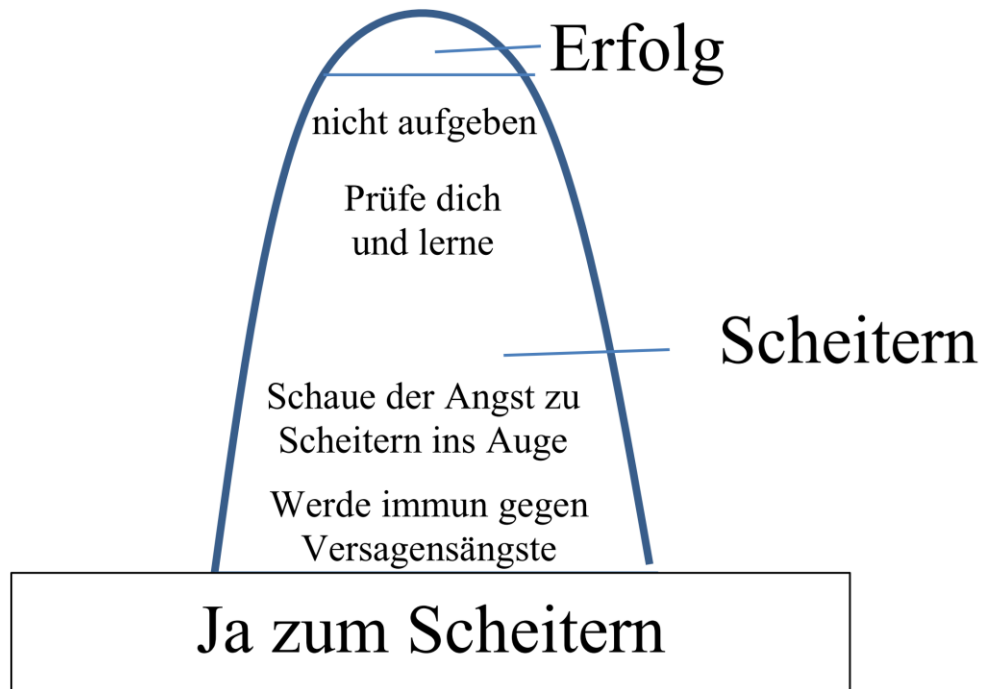 Erfolg
nicht aufgeben
Prüfe dich
und lerne
Scheitern
Schaue der Angst zu
Scheitern ins Auge
Werde immun gegen
Versagensängste
Ja zum Scheitern